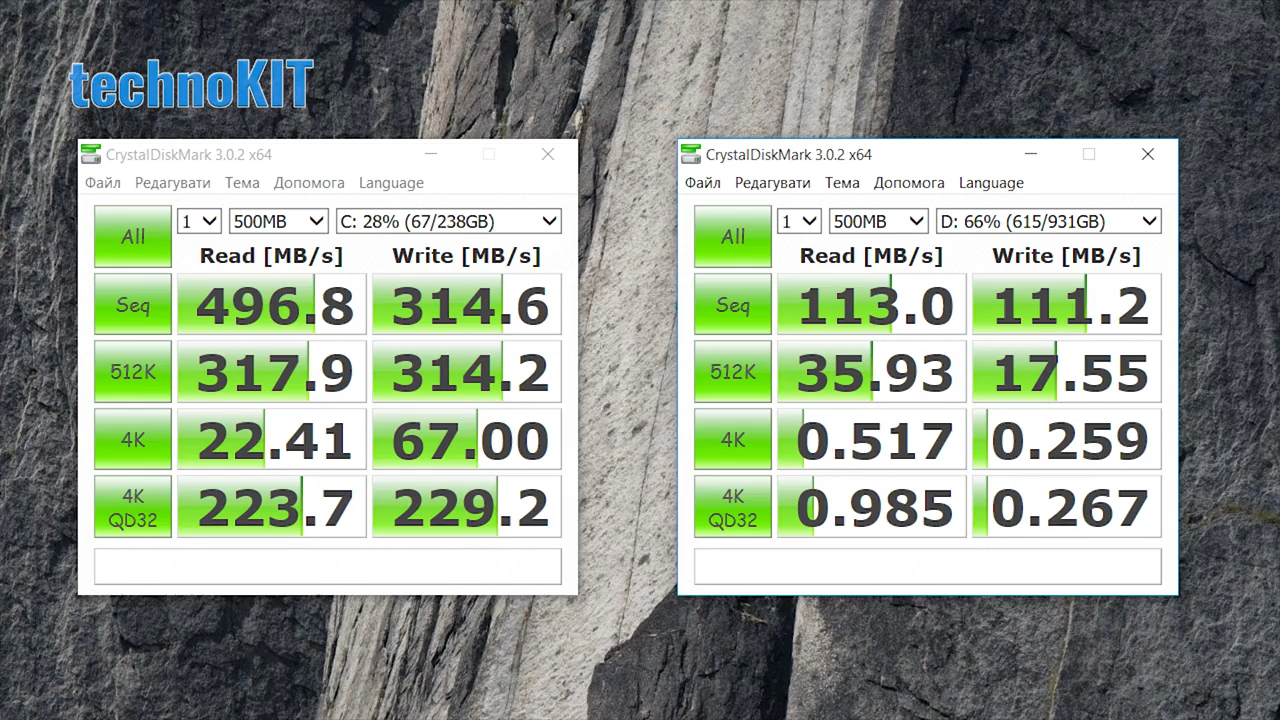 technoKIT
CrystalDiskMark 3.0.2 x64
Файл Редагувати Тема Допомога Language
All 1 500MB C: 28% (67/238GB)
Read [MB/s] Write [MB/s]
Seq 496.8 314.6
512K 317.9 314.2
4K 22.41 67.00
4K QD32 223.7 229.2
CrystalDiskMark 3.0.2 x64
Файл Редагувати Тема Допомога Language
All 1 500MB D: 66% (615/931GB)
Read [MB/s] Write [MB/s]
Seq 113.0 111.2
512K 35.93 17.55
4K 0.517 0.259
4K QD32 0.985 0.267